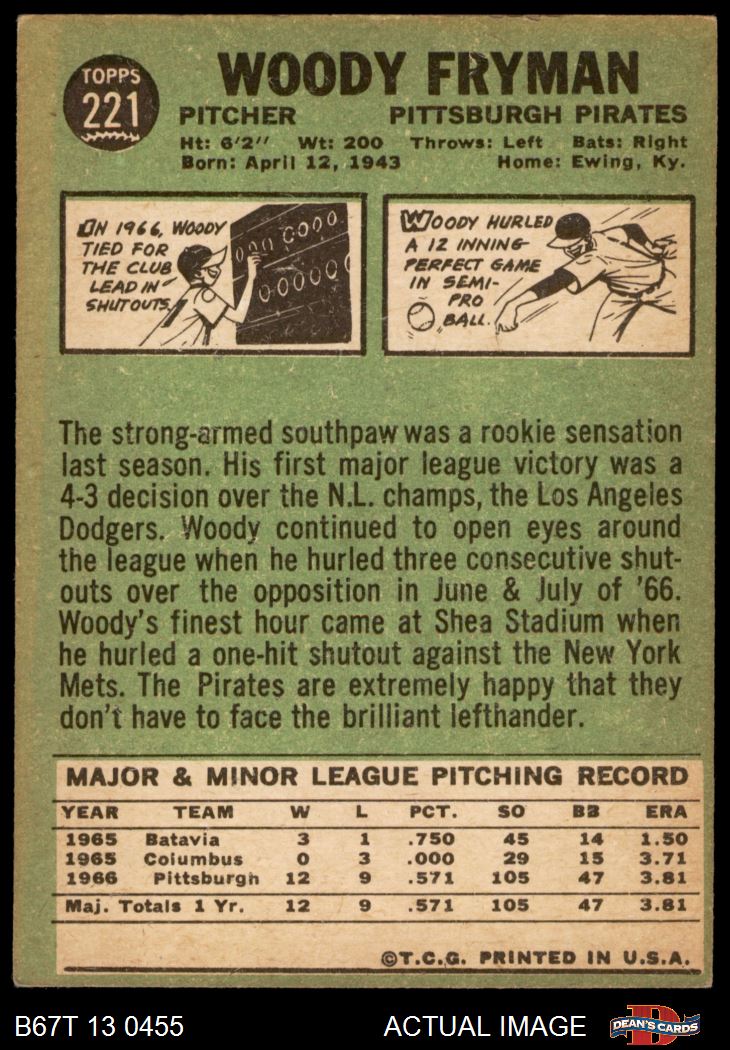 TOPPS
221
WOODY FRYMAN
PITCHER PITTSBURGH PIRATES
Ht: 6'2" Wt: 200 Throws: Left Bats: Right
Born: April 12, 1943 Home: Ewing, Ky.
IN 1966, WOODY
TIED FOR
THE CLUB
LEAD IN
SHUTOUTS.
000 0000
00000
WOODY HURLED
A 12 INNING
PERFECT GAME
IN SEMI-
PRO
BALL.
The strong-armed southpaw was a rookie sensation
last season. His first major league victory was a
4-3 decision over the N.L. champs, the Los Angeles
Dodgers. Woody continued to open eyes around
the league when he hurled three consecutive shut-
outs over the opposition in June & July of '66.
Woody's finest hour came at Shea Stadium when
he hurled a one-hit shutout against the New York
Mets. The Pirates are extremely happy that they
don't have to face the brilliant lefthander.
MAJOR & MINOR LEAGUE PITCHING RECORD
YEAR TEAM W L PCT. SO BB ERA
1965 Batavia 3 1 .750 45 14 1.50
1965 Columbus 0 3 .000 29 15 3.71
1966 Pittsburgh 12 9 .571 105 47 3.81
Maj. Totals 1 Yr. 12 9 .571 105 47 3.81
©T.C.G. PRINTED IN U.S.A.
B67T 13 0455 ACTUAL IMAGE DEAN'S CARDS